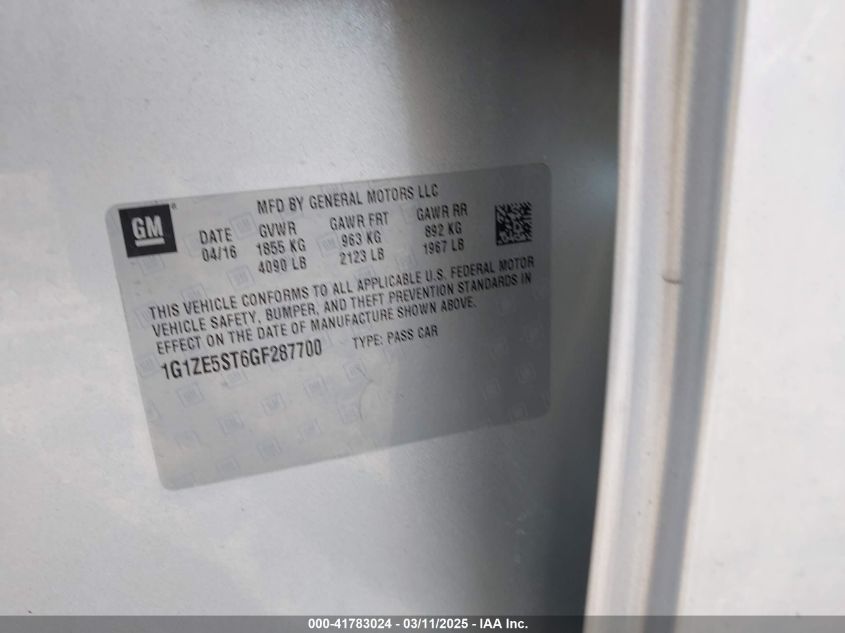 MFD BY GENERAL MOTORS LLC
GM
DATE GVWR GAWR FRT GAWR RR
04/16 1855 KG 963 KG 892 KG
4090 LB 2123 LB 1967 LB
THIS VEHICLE CONFORMS TO ALL APPLICABLE U.S. FEDERAL MOTOR
VEHICLE SAFETY, BUMPER, AND THEFT PREVENTION STANDARDS IN
EFFECT ON THE DATE OF MANUFACTURE SHOWN ABOVE.
1G1ZE5ST6GF287700 TYPE: PASS CAR
000-41783024 - 03/11/2025 - IAA Inc.